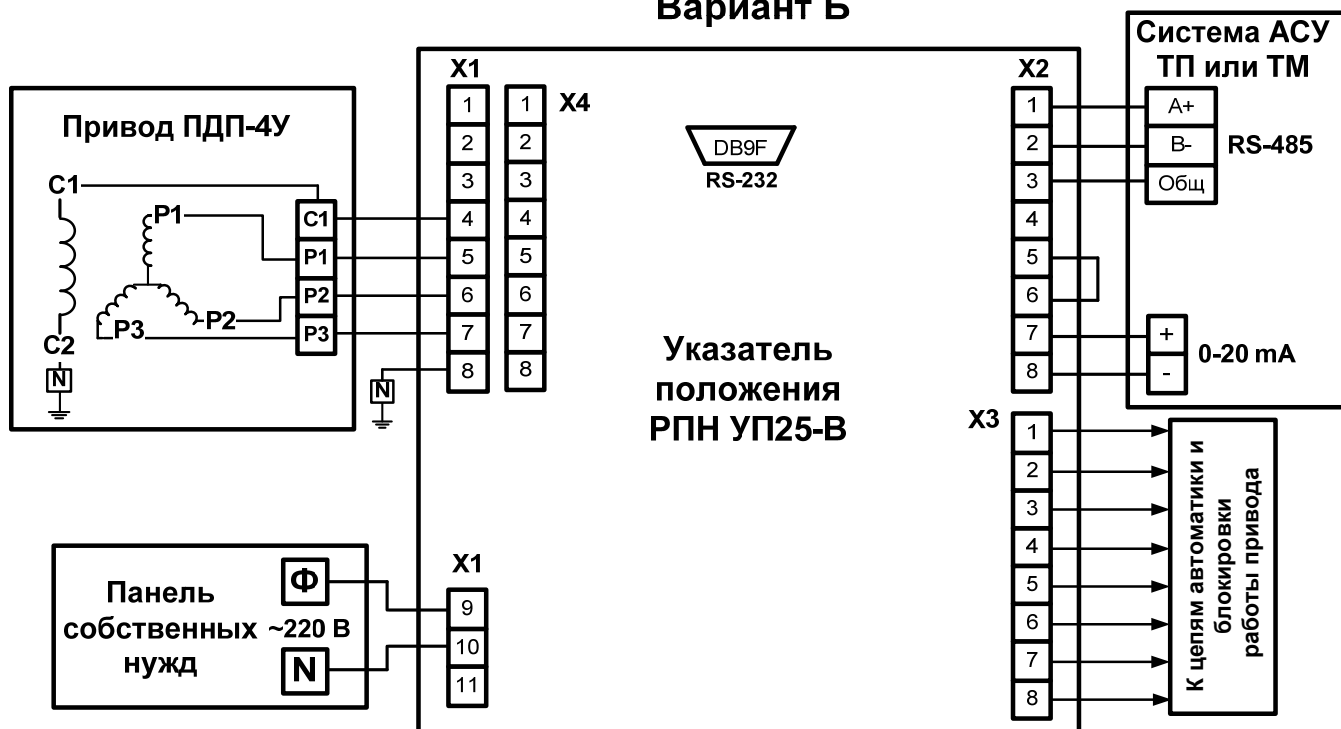 Вариант Б
Привод ПДП-4У
C1
P1
P3
P2
C2
N
C1
P1
P2
P3
N
X1
1
2
3
4
5
6
7
8
X4
1
2
3
4
5
6
7
8
DB9F
RS-232
Указатель
положения
РПН УП25-В
X2
1
2
3
4
5
6
7
8
Система АСУ
ТП или ТМ
A+
B-
Общ
RS-485
+
-
0-20 mA
X3
1
2
3
4
5
6
7
8
К цепям автоматики и
блокировки
работы привода
Панель
собственных ~220 В
нужд
Ф
N
X1
9
10
11